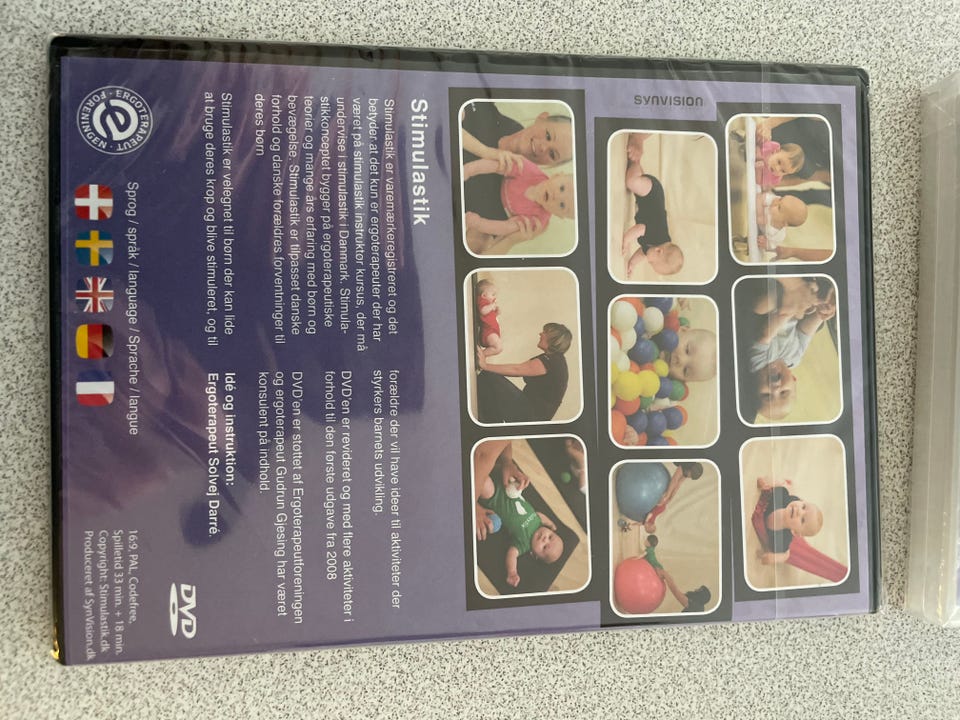 SYNVISION
Stimulastik
Stimulastik er varemærkeregistreret og det
betyder at det kun er ergoterapeuter der har
været på stimulastik instruktør kursus, der må
undervise i stimulastik i Danmark. Stimula-
stikkonceptet bygger på ergoterapeutiske
teorier og mange års erfaring med børn og
bevægelse. Stimulastik er tilpasset danske
forhold og danske forældres forventninger til
deres børn
Stimulastik er velegnet til børn der kan lide
at bruge deres krop og blive stimuleret, og til
forældre der vil have ideer til aktiviteter der
styrkers barnets udvikling.
DVD'en er revideret og med flere aktiviteter i
forhold til den første udgave fra 2008
DVD'en er støttet af Ergoterapeutforeningen
og ergoterapeut Gudrun Gjesing har været
konsulent på indhold.
Idé og instruktion:
Ergoterapeut Solvej Darré.
ERGOTERAPEUT
FORENINGEN
e
Sprog / språk / language / Sprache / langue
DVD
16:9, PAL, Codefree,
Spilletid 33 min. + 18 min.
Copyright: Stimulastik.dk
Produceret af SynVision.dk